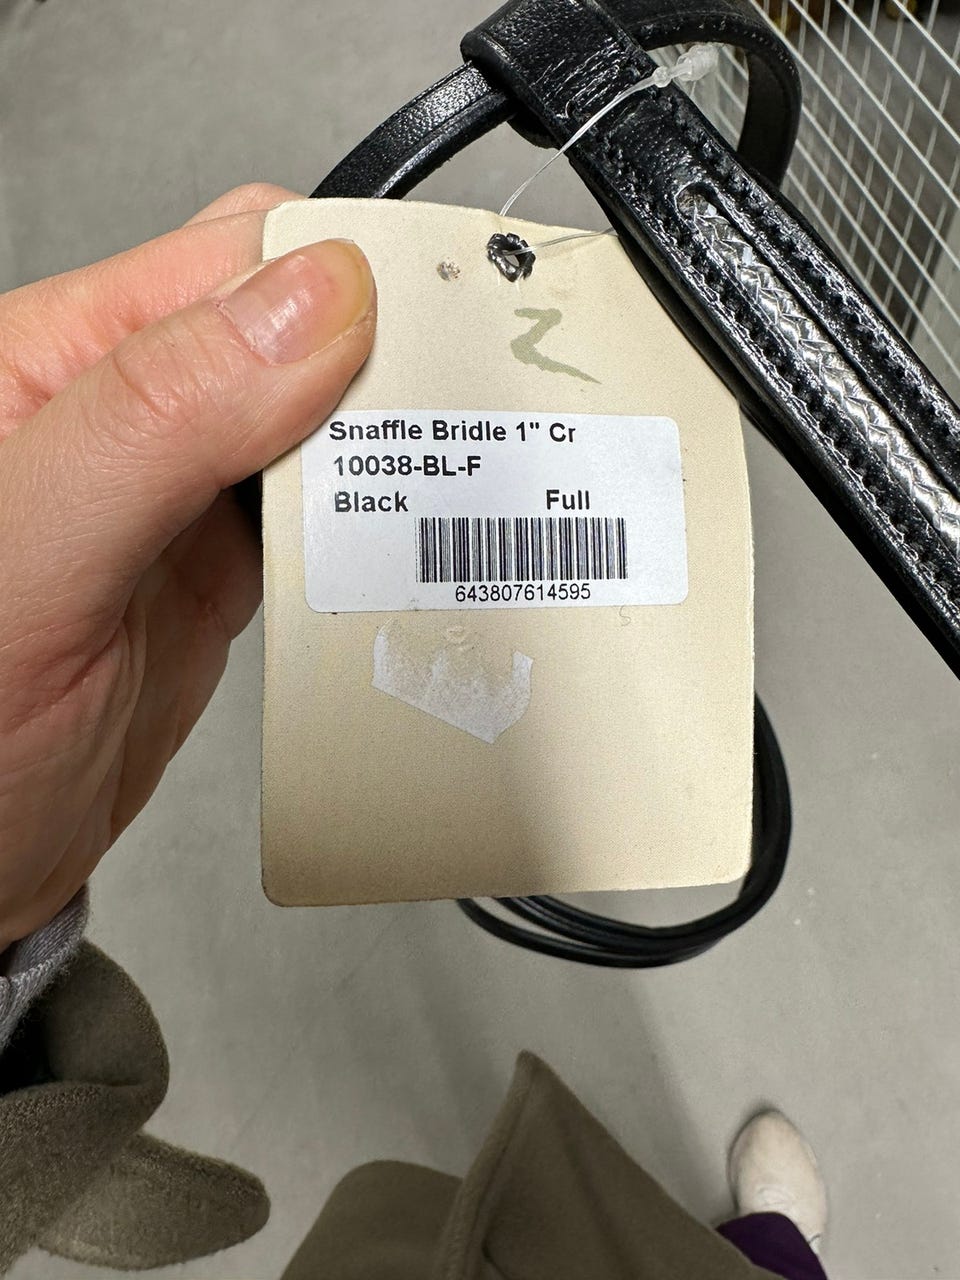 Snaffle Bridle 1" Cr
10038-BL-F
Black Full
643807614595